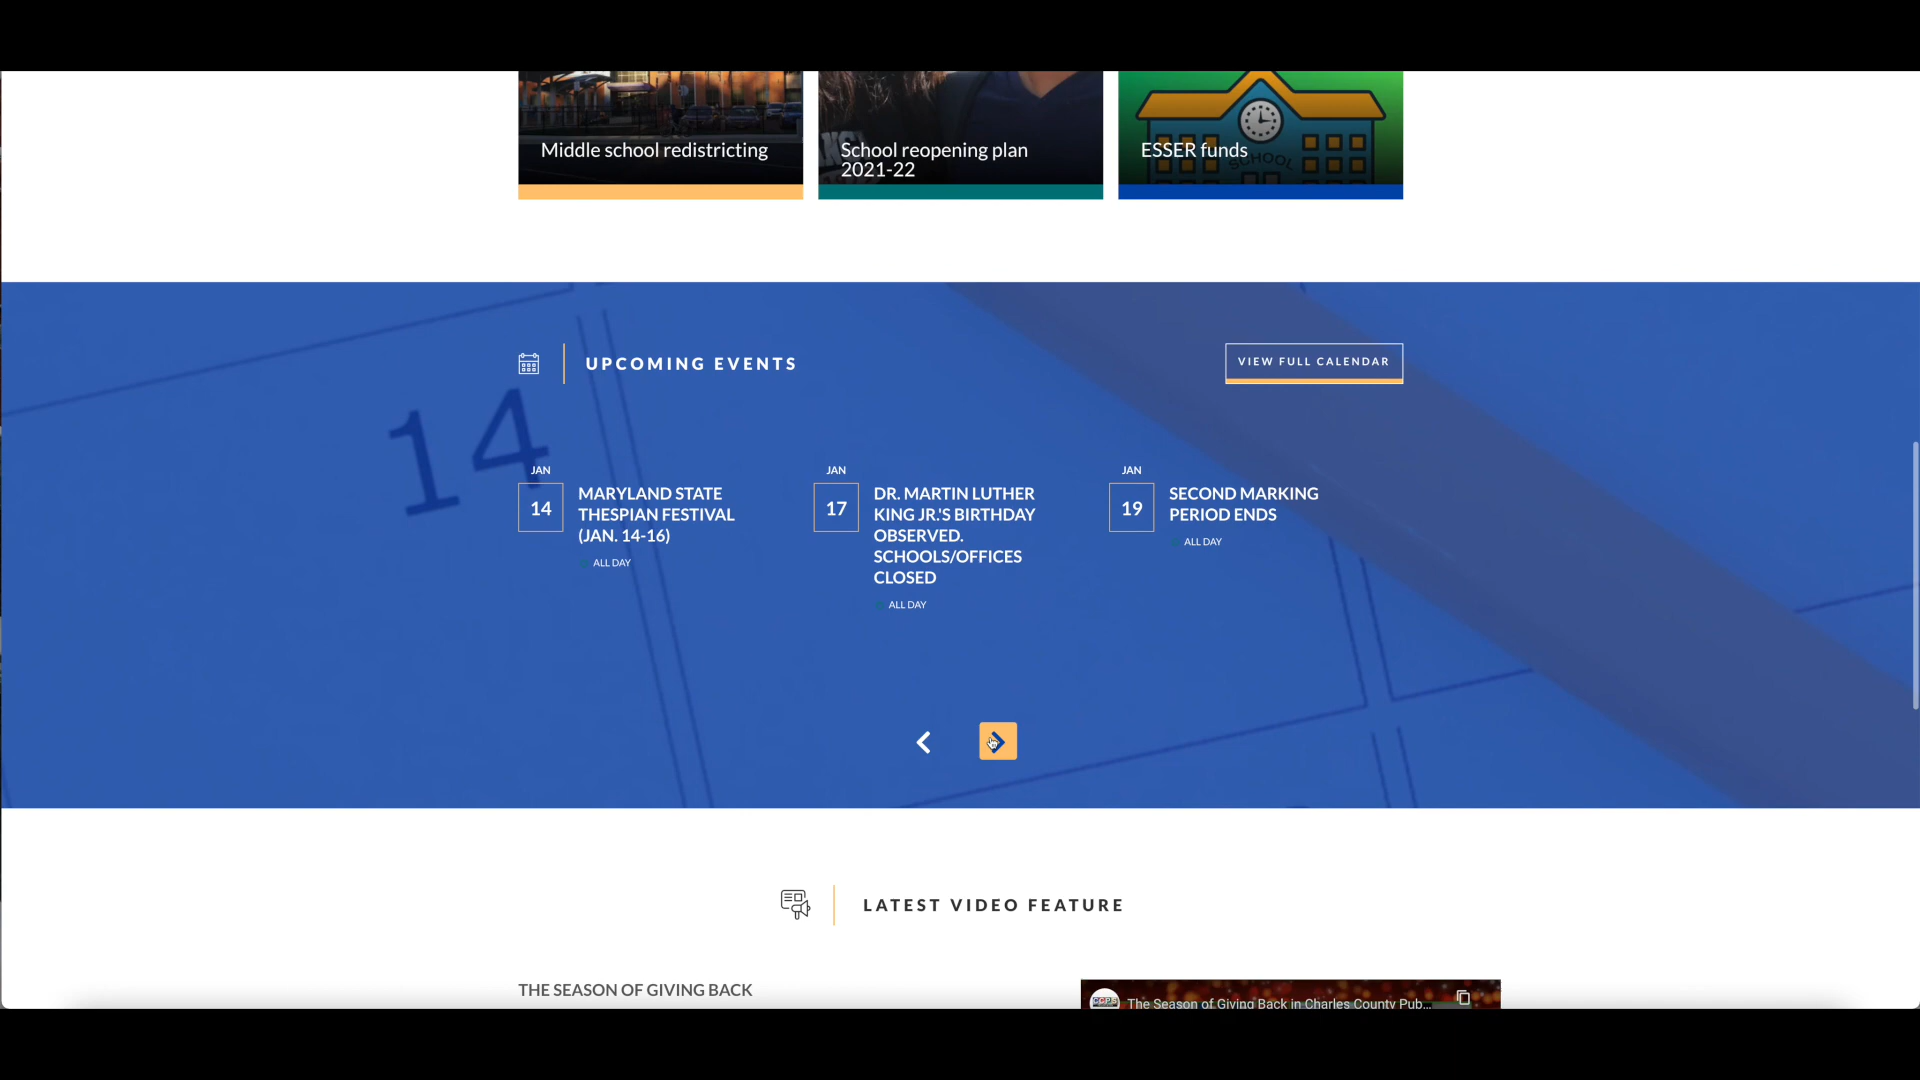 Middle school redistricting
School reopening plan
2021-22
ESSER funds
SCHOOL
UPCOMING EVENTS
VIEW FULL CALENDAR
14
JAN
14
MARYLAND STATE
THESPIAN FESTIVAL
(JAN. 14-16)
ALL DAY
JAN
17
DR. MARTIN LUTHER
KING JR.'S BIRTHDAY
OBSERVED.
SCHOOLS/OFFICES
CLOSED
ALL DAY
JAN
19
SECOND MARKING
PERIOD ENDS
ALL DAY
LATEST VIDEO FEATURE
THE SEASON OF GIVING BACK
CCPS
The Season of Giving Back in Charles County Pub...